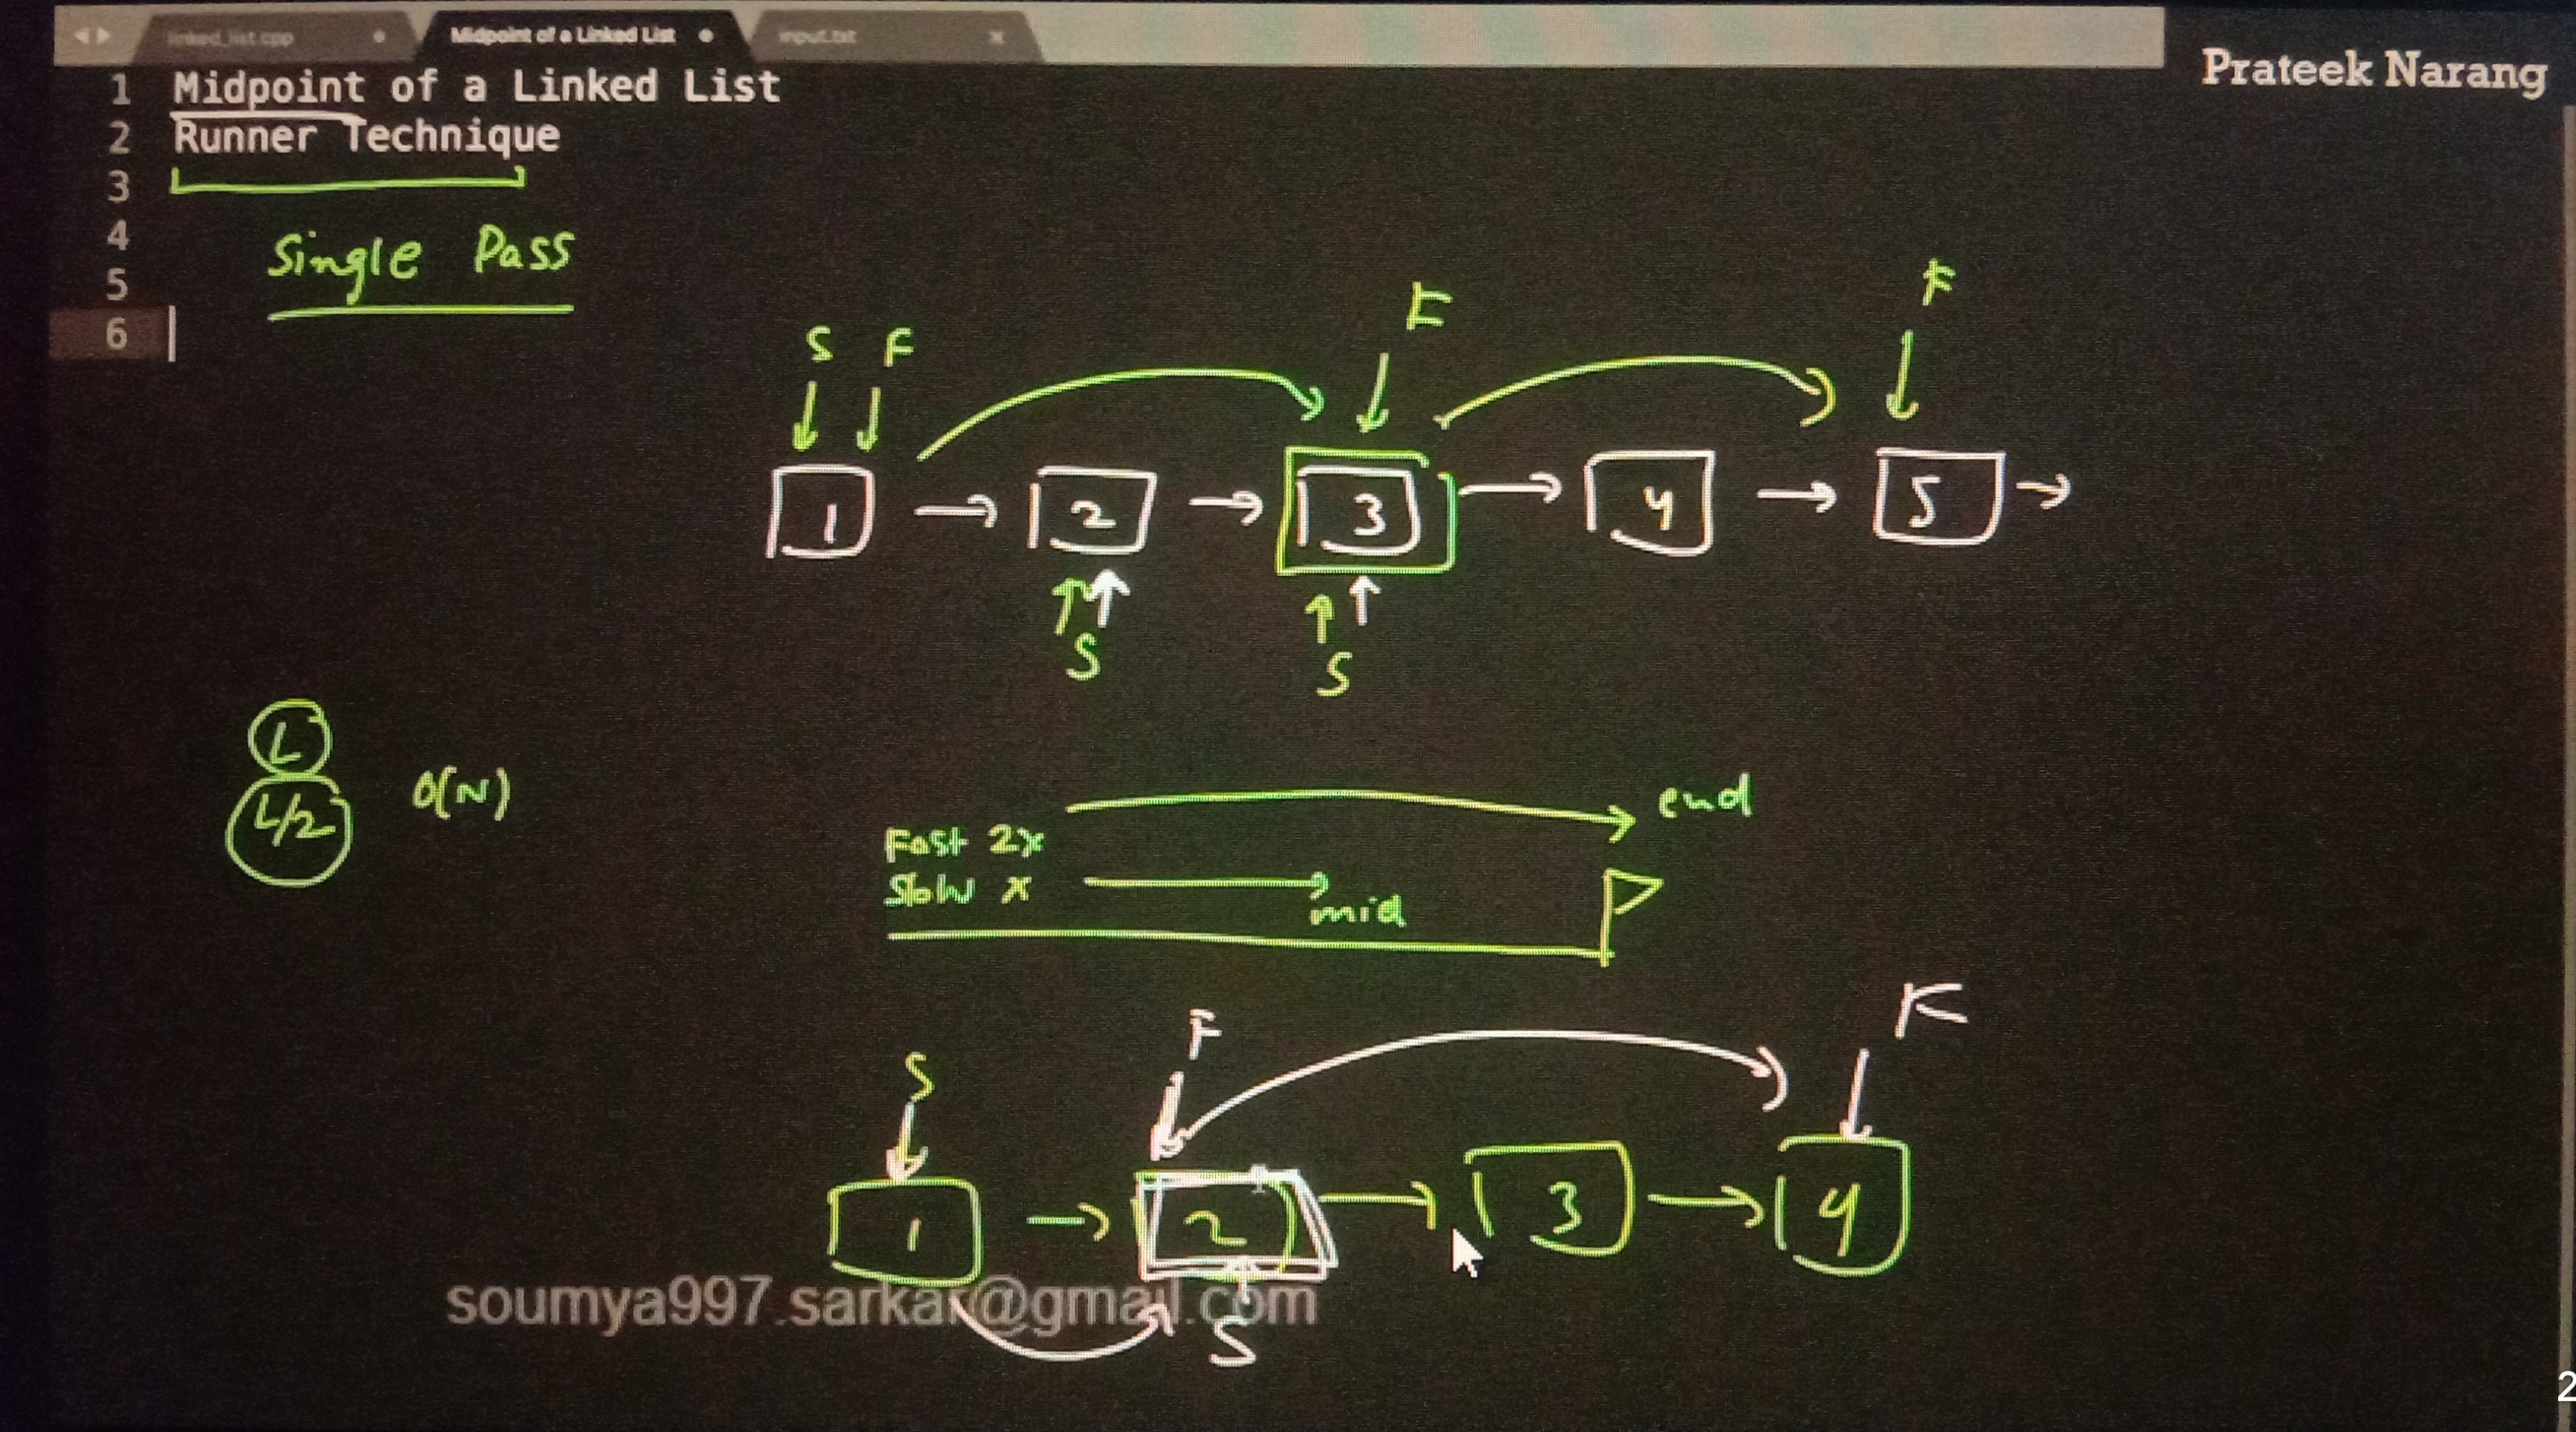 linked_list.cpp
Midpoint of a Linked List
input.txt
Prateek Narang
1 Midpoint of a Linked List
2 Runner Technique
3
4
5
6
Single Pass
F
F
S F
1 2 3 4 5
S
S
L
L/2
O(N)
end
Fast 2x
Slow x
mid
F
F
S
1 2 3 4
soumya997.sarkar@gmail.com
S
2